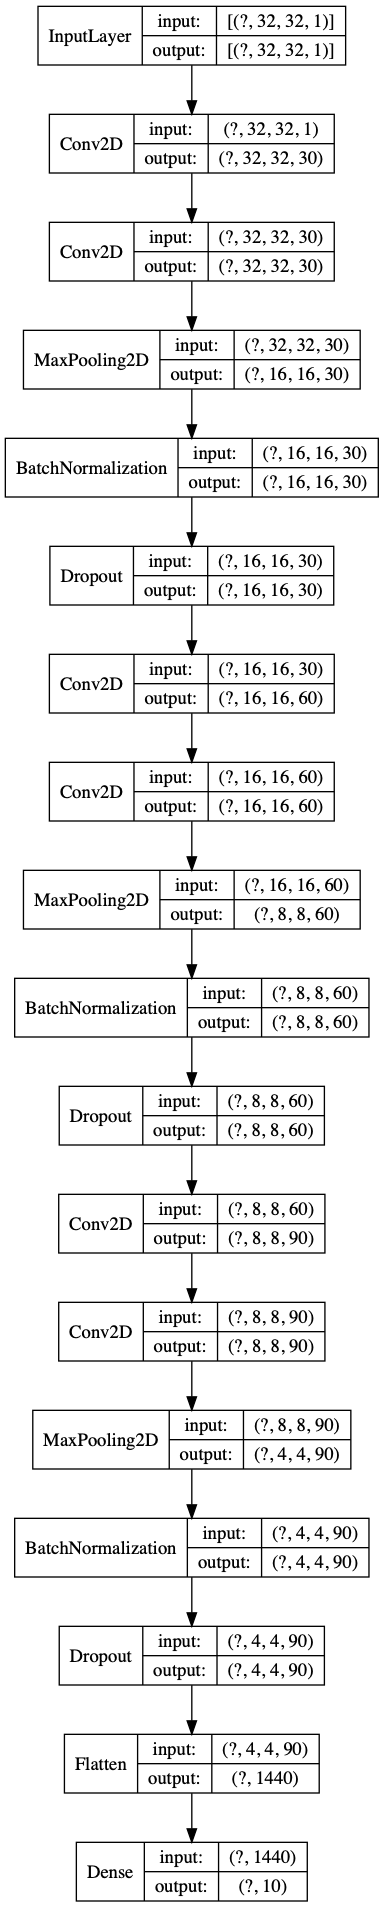 InputLayer input: [(?, 32, 32, 1)]
output: [(?, 32, 32, 1)]
Conv2D input: (?, 32, 32, 1)
output: (?, 32, 32, 30)
Conv2D input: (?, 32, 32, 30)
output: (?, 32, 32, 30)
MaxPooling2D input: (?, 32, 32, 30)
output: (?, 16, 16, 30)
BatchNormalization input: (?, 16, 16, 30)
output: (?, 16, 16, 30)
Dropout input: (?, 16, 16, 30)
output: (?, 16, 16, 30)
Conv2D input: (?, 16, 16, 30)
output: (?, 16, 16, 60)
Conv2D input: (?, 16, 16, 60)
output: (?, 16, 16, 60)
MaxPooling2D input: (?, 16, 16, 60)
output: (?, 8, 8, 60)
BatchNormalization input: (?, 8, 8, 60)
output: (?, 8, 8, 60)
Dropout input: (?, 8, 8, 60)
output: (?, 8, 8, 60)
Conv2D input: (?, 8, 8, 60)
output: (?, 8, 8, 90)
Conv2D input: (?, 8, 8, 90)
output: (?, 8, 8, 90)
MaxPooling2D input: (?, 8, 8, 90)
output: (?, 4, 4, 90)
BatchNormalization input: (?, 4, 4, 90)
output: (?, 4, 4, 90)
Dropout input: (?, 4, 4, 90)
output: (?, 4, 4, 90)
Flatten input: (?, 4, 4, 90)
output: (?, 1440)
Dense input: (?, 1440)
output: (?, 10)